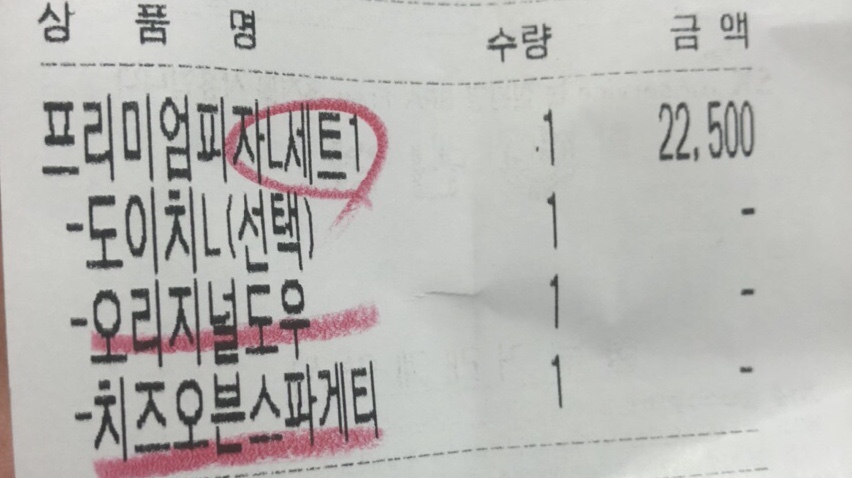 상 품 명 수량 금 액
프리미엄피자L세트1 1 22,500
-도이치L(선택) 1 -
-오리지널도우 1 -
-치즈오븐스파게티 1 -